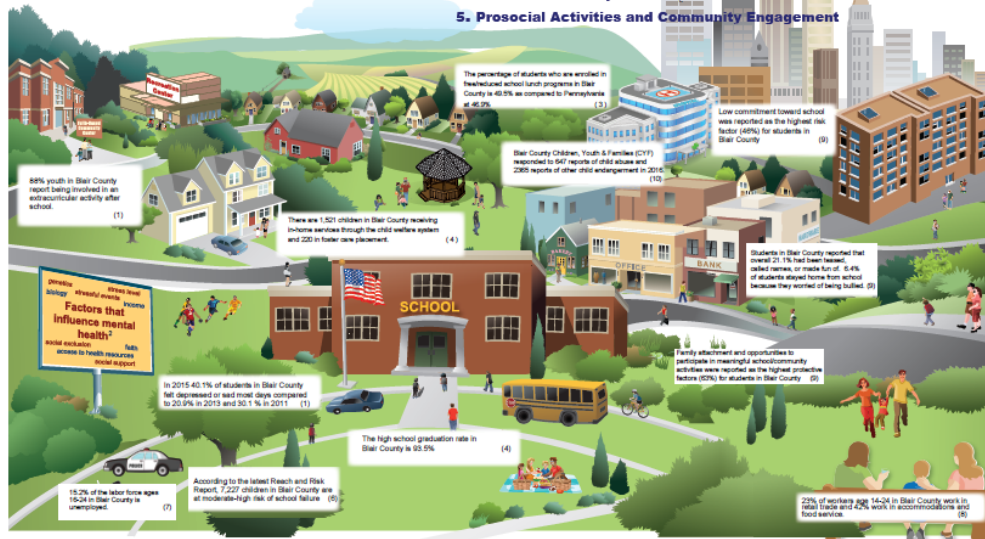 5. Prosocial Activities and Community Engagement
The percentage of students who are enrolled in
free/reduced school lunch programs in Blair
County is 49.5% as compared to Pennsylvania
at 46.9% (3)
Recreation
Center
Faith-Based
Community
Center
Low commitment toward school
was reported as the highest risk
factor (46%) for students in
Blair County (9)
Blair County Children, Youth & Families (CYF)
responded to 647 reports of child abuse and
2365 reports of other child endangerment in 2016
(10)
88% youth in Blair County
report being involved in an
extracurricular activity after
school.
(1)
There are 1,521 children in Blair County receiving
in-home services through the child welfare system
and 220 in foster care placement. (4)
OFFICE
BANK
Students in Blair County reported that
overall 21.1% had been teased,
called names, or made fun of. 6.4%
of students stayed home from school
because they worried of being bullied. (9)
genetics
stress level
biology
stressful events
income
Factors that
influence mental
health²
social exclusion
faith
access to health resources
social support
SCHOOL
Family attachment and opportunities to
participate in meaningful school/community
activities were reported as the highest protective
factors (63%) for students in Blair County (9)
In 2015 40.1% of students in Blair County
felt depressed or sad most days compared
to 20.9% in 2013 and 30.1 % in 2011 (1)
The high school graduation rate in
Blair County is 93.5% (4)
POLICE
15.2% of the labor force ages
16-24 in Blair County is
unemployed. (7)
According to the latest Reach and Risk
Report, 7,227 children in Blair County are
at moderate-high risk of school failure (6)
23% of workers age 14-24 in Blair County work in
retail trade and 42% work in accommodations and
food service. (8)